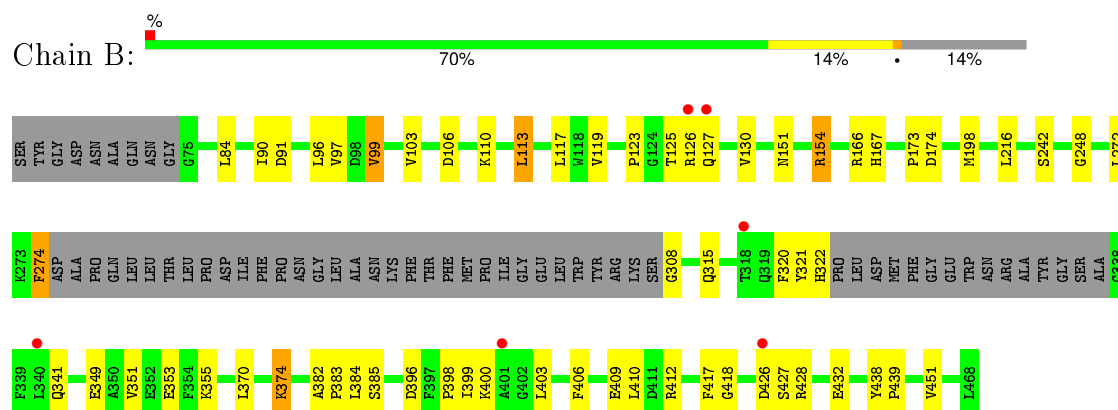 %
Chain B:
70% 14% • 14%
SER TYR GLY ASP ASN ALA GLN ASN GLY G75 L84 I90 D91 L96 V97 D98 V99 V103 D106 K110 L113 L117 W118 V119 P123 G124 T125 R126 Q127 V130 N151 R154 R166 H167 P173 D174 M198 L216 S242 G248 L272
K273 F274 ASP ALA PRO GLN LEU LEU THR LEU PRO ASP ILE PHE PRO ASN GLY LEU ALA ASN LYS PHE THR PHE MET PRO ILE GLY GLU LEU TRP TYR ARG LYS SER G308 Q315 T318 Q319 F320 Y321 H322 PRO LEU ASP MET PHE GLY GLU TRP ASN ARG ALA TYR GLY SER ALA G338
F339 L340 Q341 E349 A350 V351 E352 E353 F354 K355 L370 K374 A382 P383 L384 S385 D396 F397 P398 I399 K400 A401 G402 L403 F406 E409 L410 D411 R412 F417 G418 D426 S427 R428 E432 Y438 P439 V451 L468